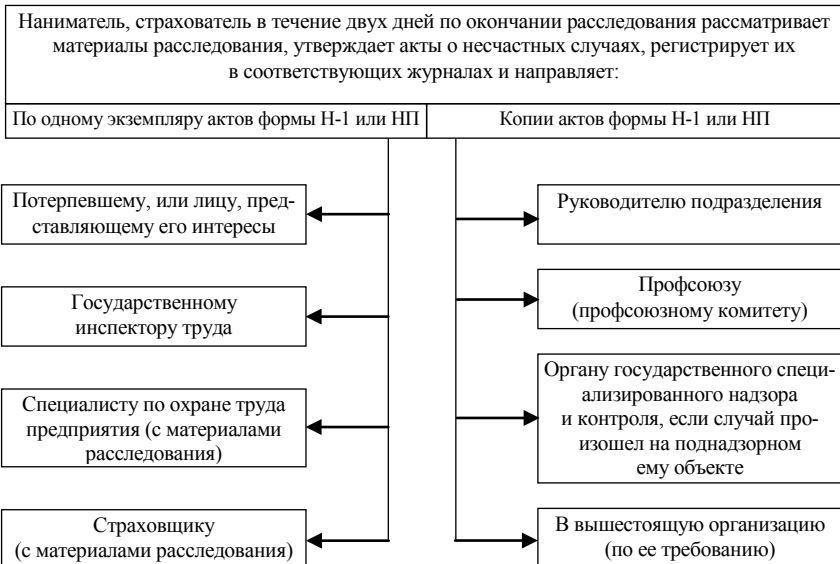 Наниматель, страхователь в течение двух дней по окончании расследования рассматривает
материалы расследования, утверждает акты о несчастных случаях, регистрирует их
в соответствующих журналах и направляет:
По одному экземпляру актов формы Н-1 или НП
Копии актов формы Н-1 или НП
Потерпевшему, или лицу, пред-
ставляющему его интересы
Руководителю подразделения
Государственному
инспектору труда
Профсоюзу
(профсоюзному комитету)
Специалисту по охране труда
предприятия (с материалами
расследования)
Органу государственного специ-
ализированного надзора
и контроля, если случай про-
изошел на поднадзорном
ему объекте
Страховщику
(с материалами расследования)
В вышестоящую организацию
(по ее требованию)